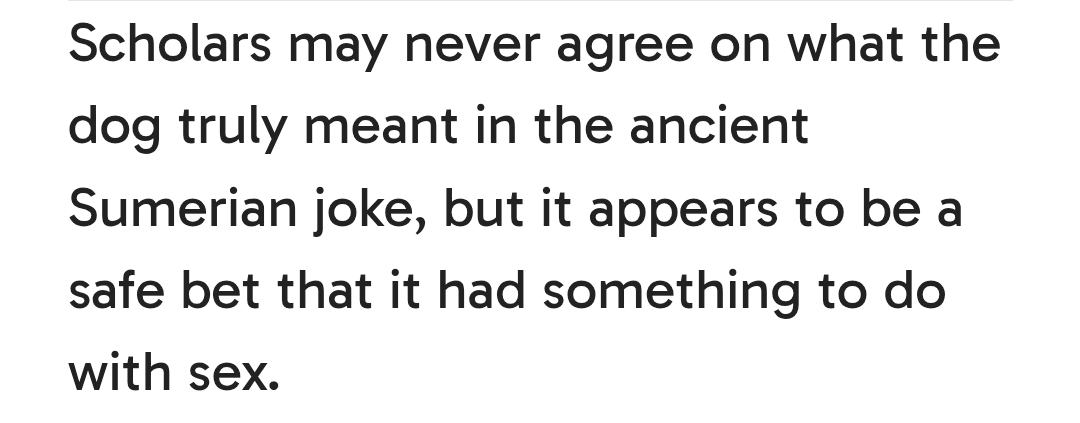 Scholars may never agree on what the
dog truly meant in the ancient
Sumerian joke, but it appears to be a
safe bet that it had something to do
with sex.